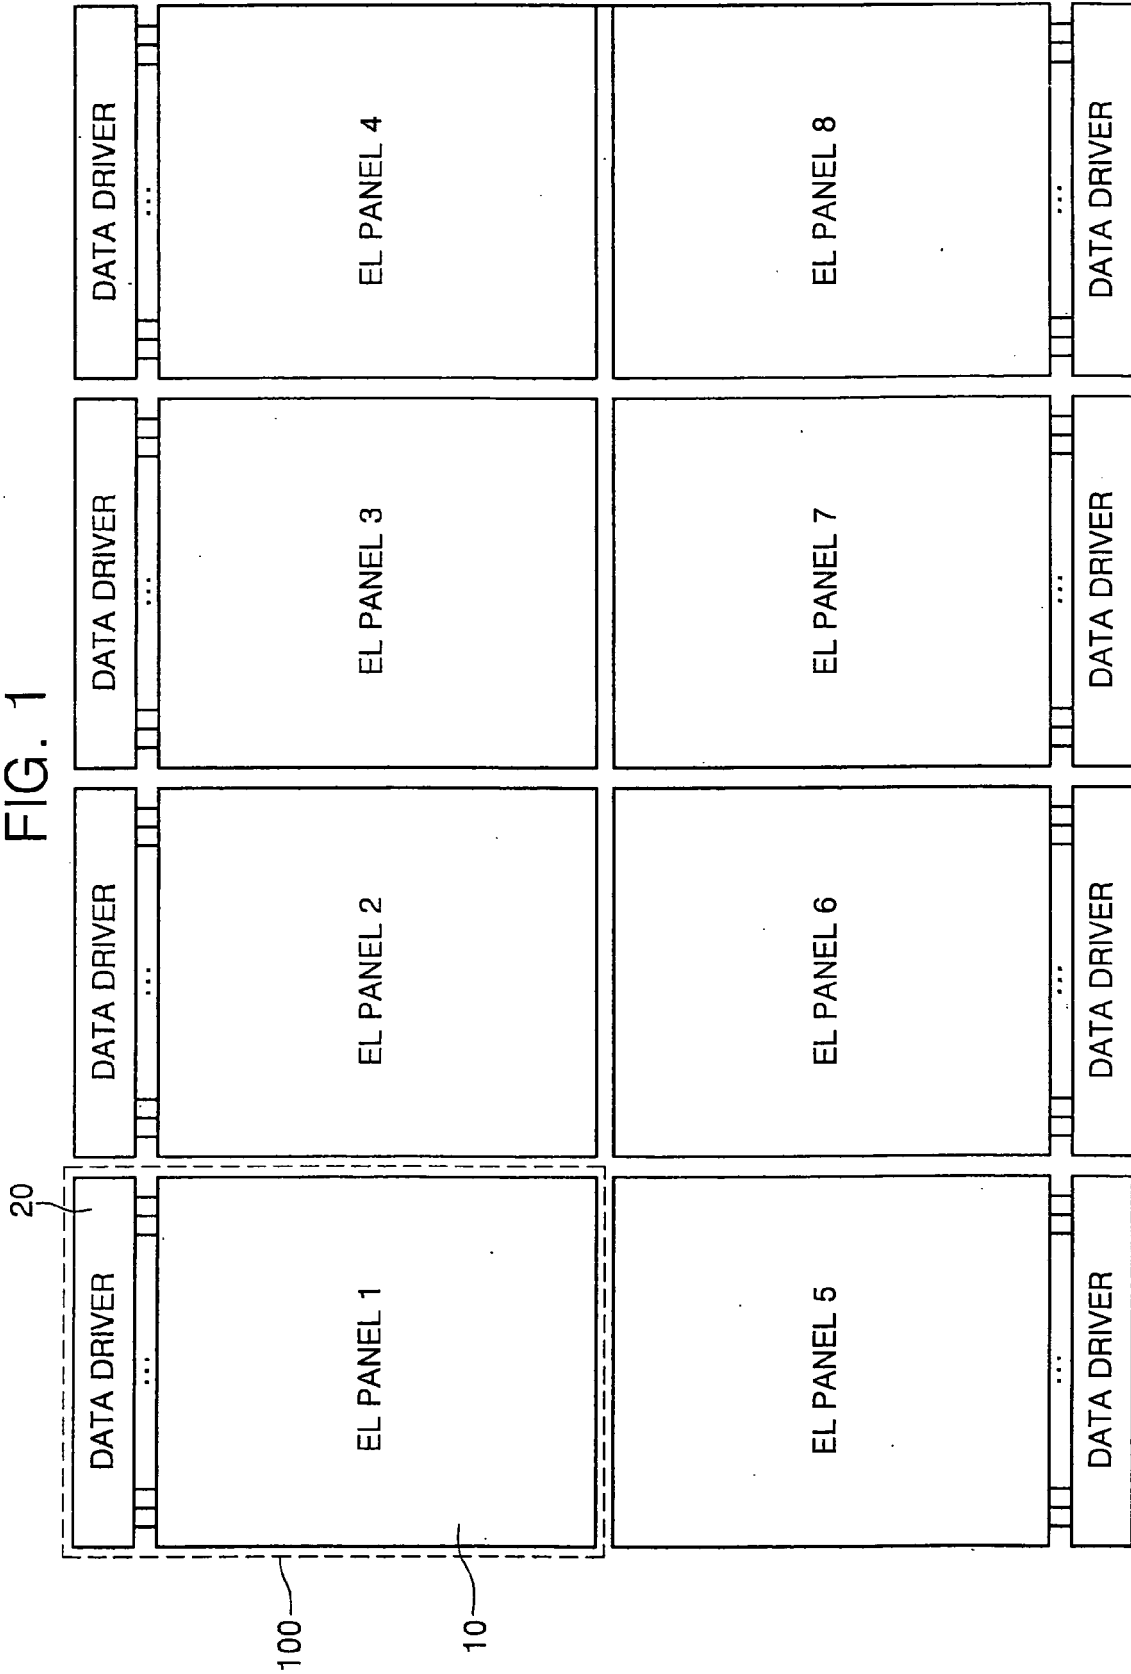 FIG. 1
20
DATA DRIVER DATA DRIVER DATA DRIVER DATA DRIVER
... ... ... ...
100
EL PANEL 1 EL PANEL 2 EL PANEL 3 EL PANEL 4
10
EL PANEL 5 EL PANEL 6 EL PANEL 7 EL PANEL 8
... ... ... ...
DATA DRIVER DATA DRIVER DATA DRIVER DATA DRIVER